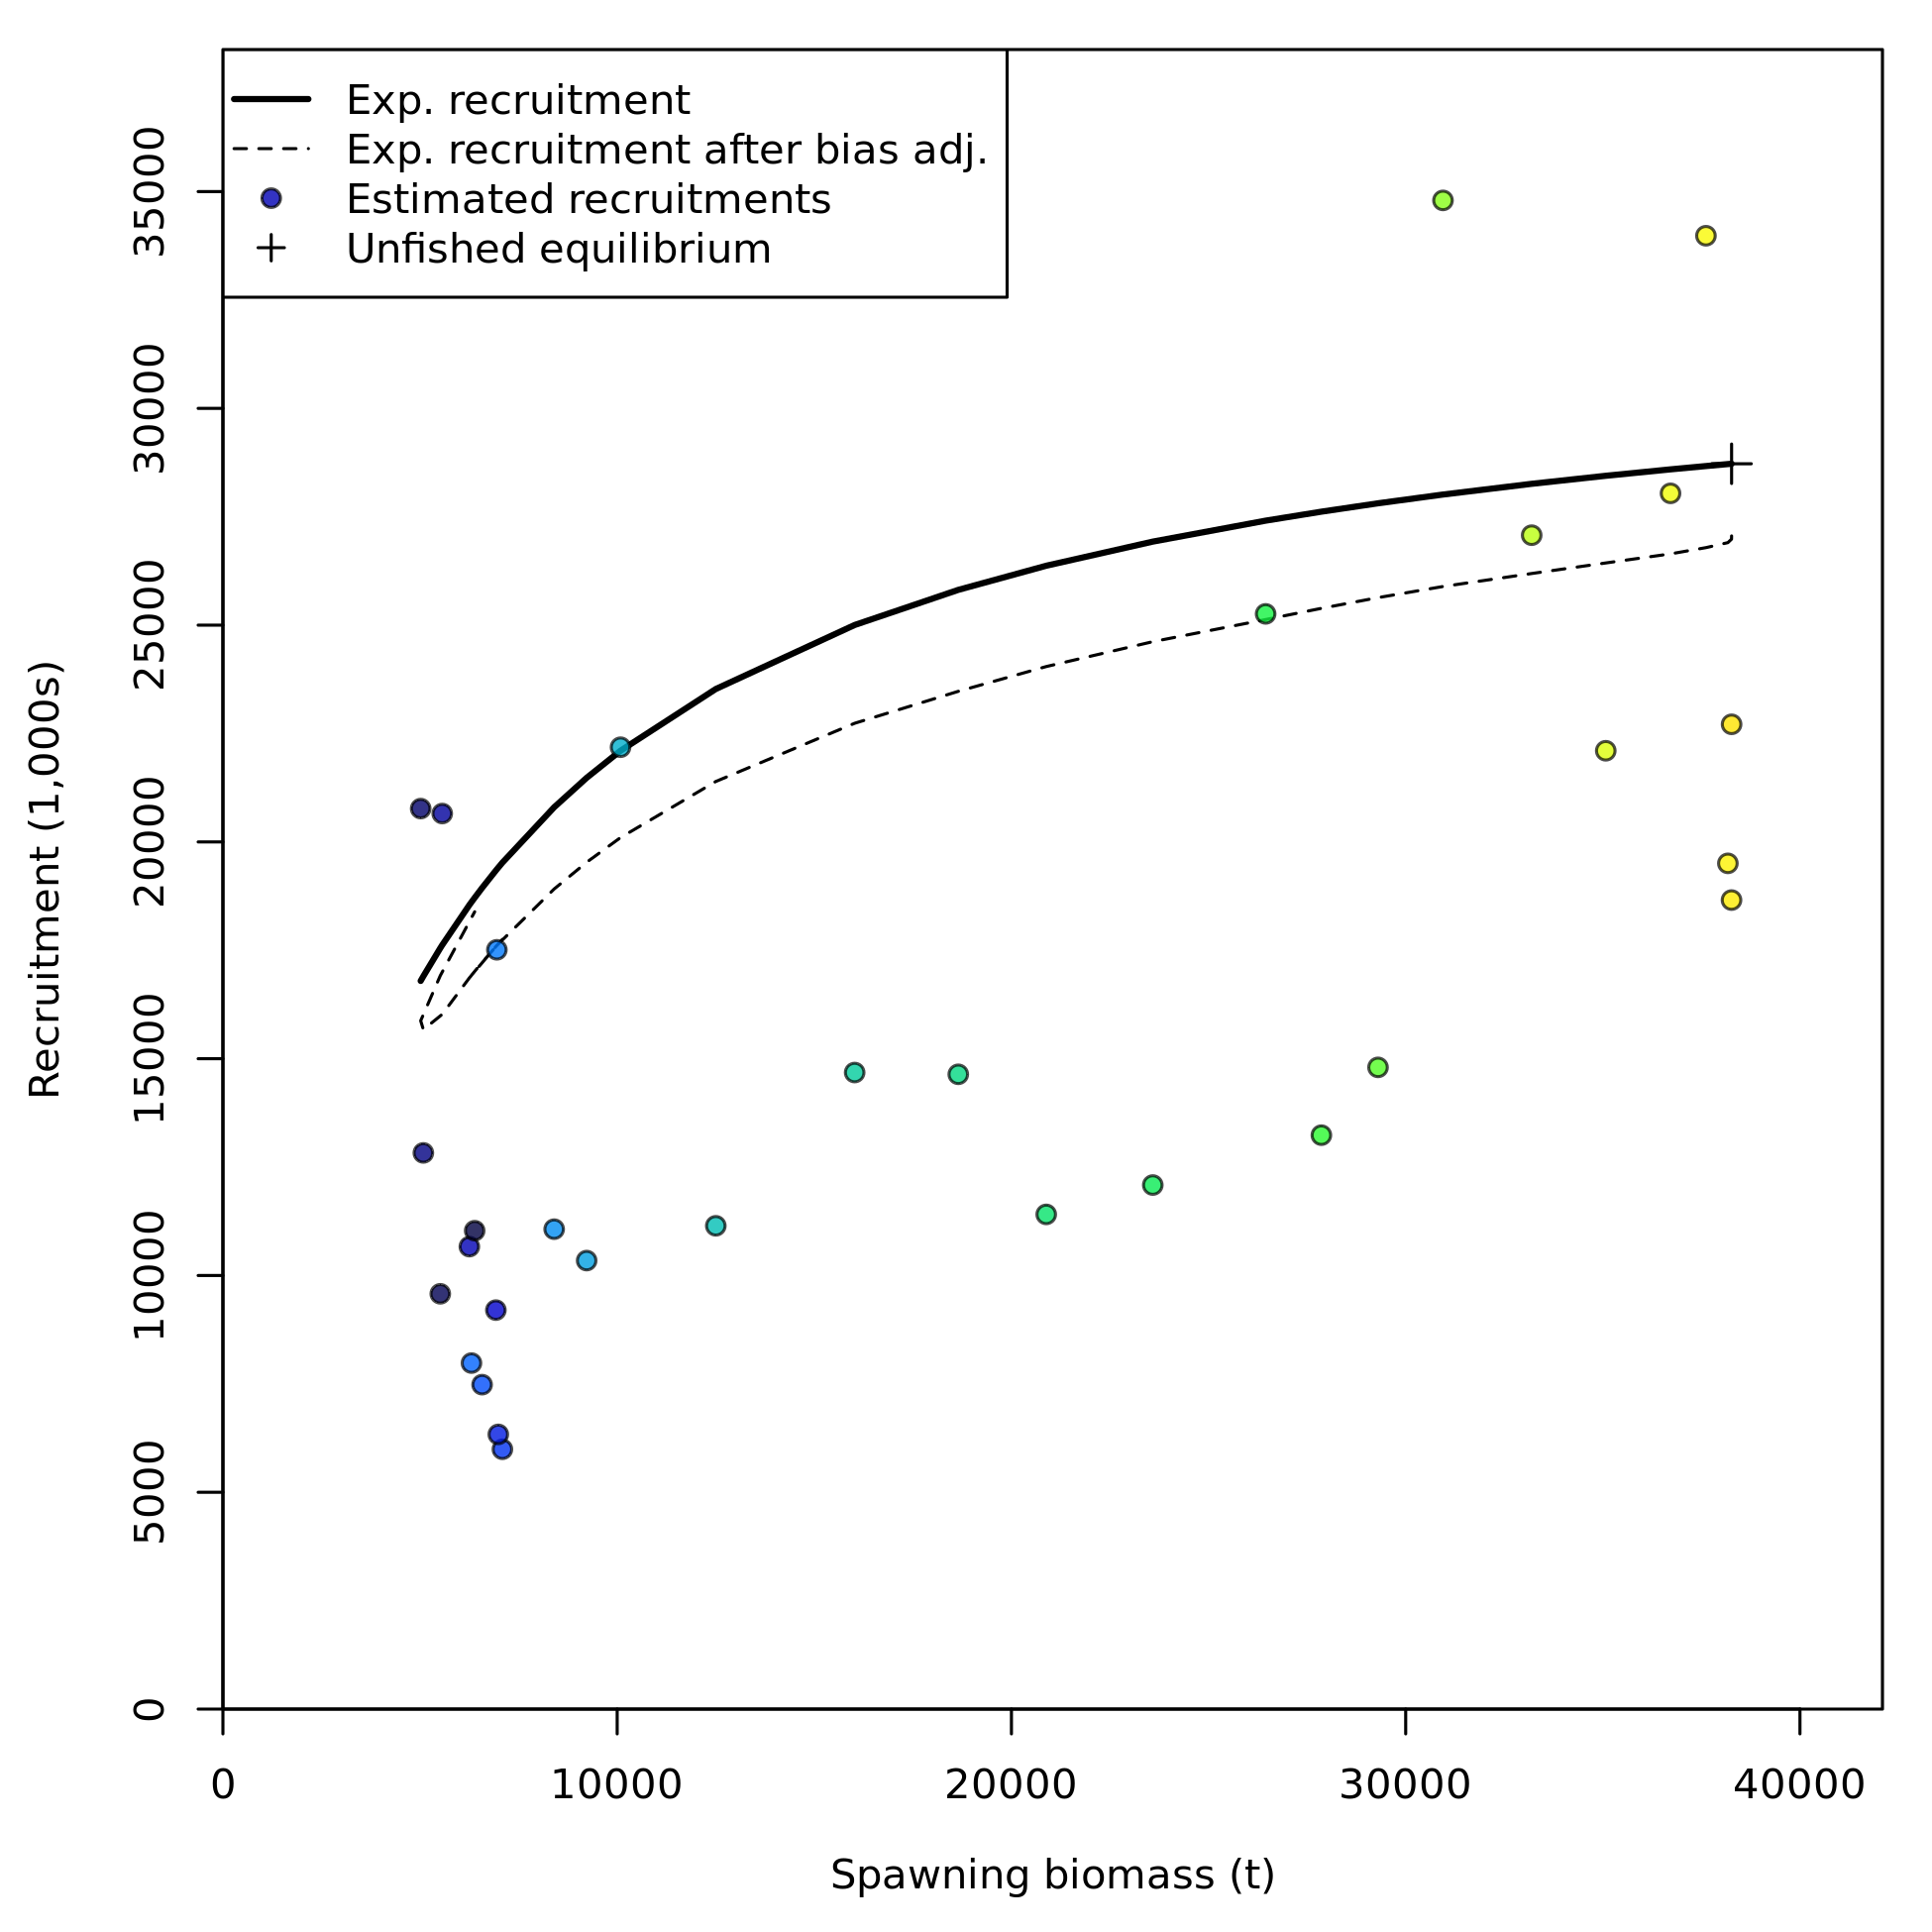 Exp. recruitment
Exp. recruitment after bias adj.
Estimated recruitments
Unfished equilibrium
Recruitment (1,000s)
35000
30000
25000
20000
15000
10000
5000
0
0 10000 20000 30000 40000
Spawning biomass (t)